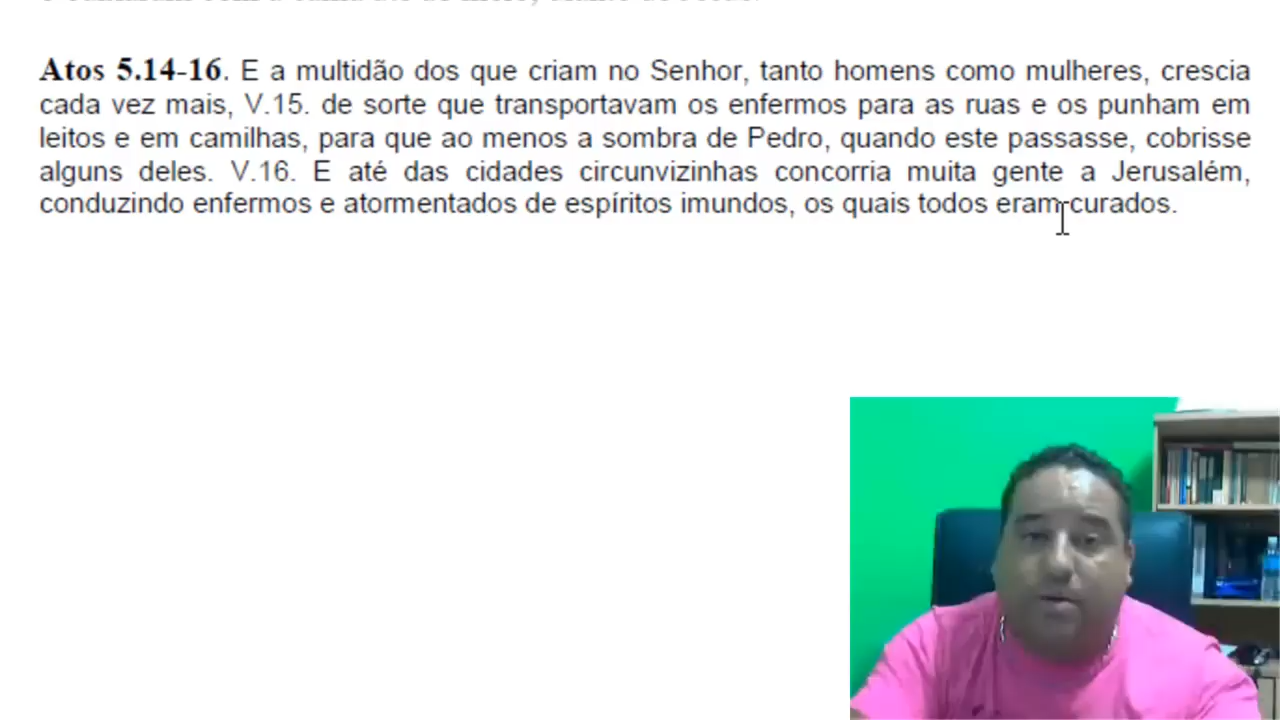 Atos 5.14-16. E a multidão dos que criam no Senhor, tanto homens como mulheres, crescia
cada vez mais, V.15. de sorte que transportavam os enfermos para as ruas e os punham em
leitos e em camilhas, para que ao menos a sombra de Pedro, quando este passasse, cobrisse
alguns deles. V.16. E até das cidades circunvizinhas concorria muita gente a Jerusalém,
conduzindo enfermos e atormentados de espíritos imundos, os quais todos eram curados.